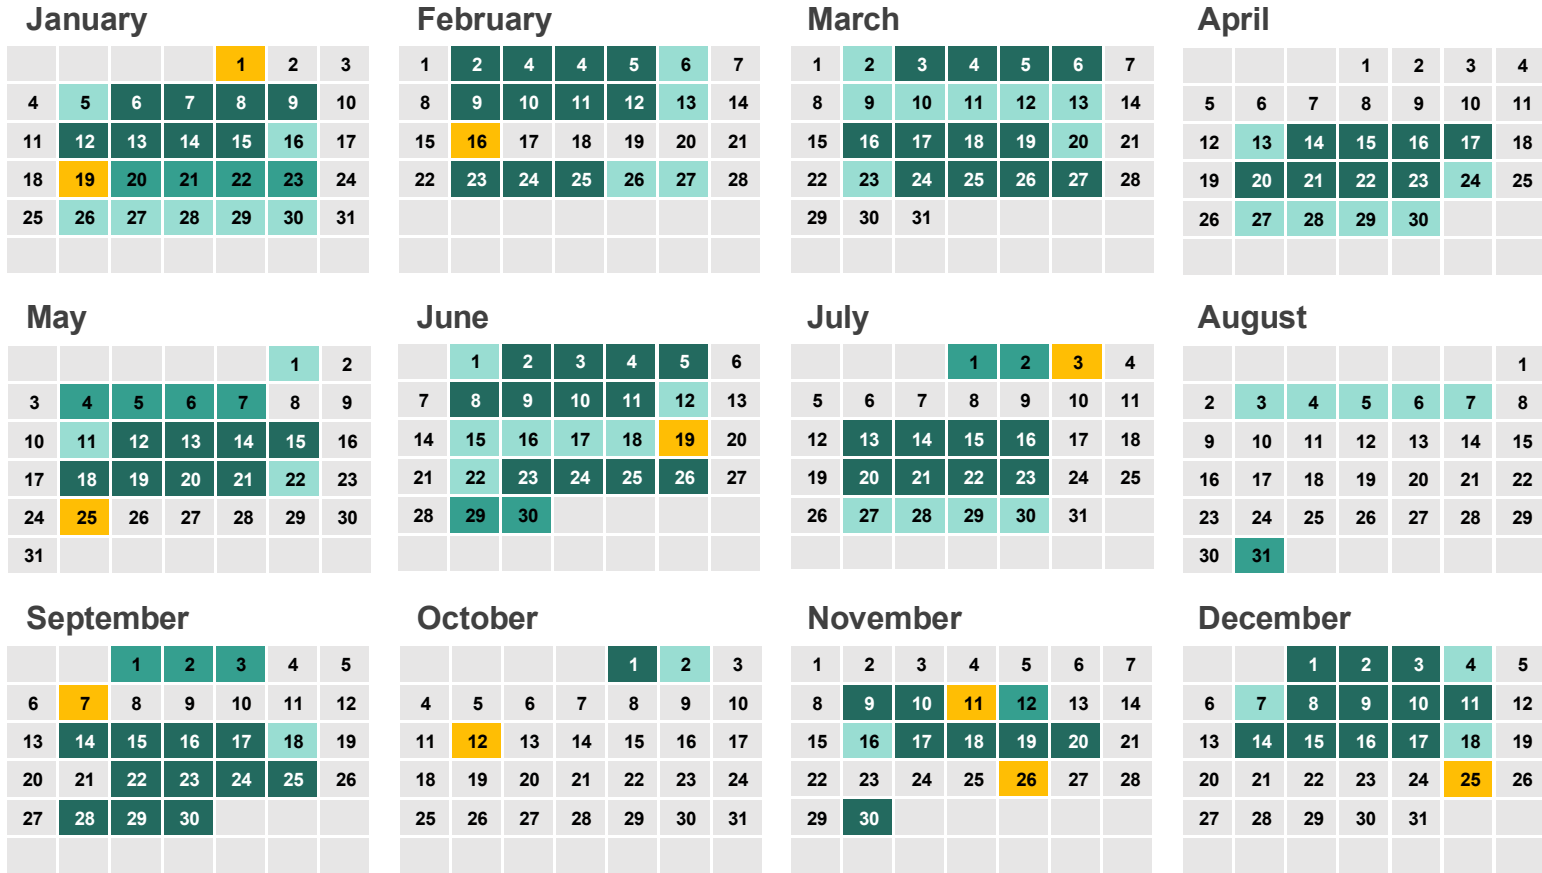 January February March April
1 2 3 1 2 4 4 5 6 7 1 2 3 4 5 6 7 1 2 3 4
4 5 6 7 8 9 10 8 9 10 11 12 13 14 8 9 10 11 12 13 14 5 6 7 8 9 10 11
11 12 13 14 15 16 17 15 16 17 18 19 20 21 15 16 17 18 19 20 21 12 13 14 15 16 17 18
18 19 20 21 22 23 24 22 23 24 25 26 27 28 22 23 24 25 26 27 28 19 20 21 22 23 24 25
25 26 27 28 29 30 31 29 30 31 26 27 28 29 30
May June July August
1 2 1 2 3 4 5 6 1 2 3 4 1
3 4 5 6 7 8 9 7 8 9 10 11 12 13 5 6 7 8 9 10 11 2 3 4 5 6 7 8
10 11 12 13 14 15 16 14 15 16 17 18 19 20 12 13 14 15 16 17 18 9 10 11 12 13 14 15
17 18 19 20 21 22 23 21 22 23 24 25 26 27 19 20 21 22 23 24 25 16 17 18 19 20 21 22
24 25 26 27 28 29 30 28 29 30 26 27 28 29 30 31 23 24 25 26 27 28 29
31 30 31
September October November December
1 2 3 4 5 1 2 3 1 2 3 4 5 6 7 1 2 3 4 5
6 7 8 9 10 11 12 4 5 6 7 8 9 10 8 9 10 11 12 13 14 6 7 8 9 10 11 12
13 14 15 16 17 18 19 11 12 13 14 15 16 17 15 16 17 18 19 20 21 13 14 15 16 17 18 19
20 21 22 23 24 25 26 18 19 20 21 22 23 24 22 23 24 25 26 27 28 20 21 22 23 24 25 26
27 28 29 30 25 26 27 28 29 30 31 29 30 27 28 29 30 31